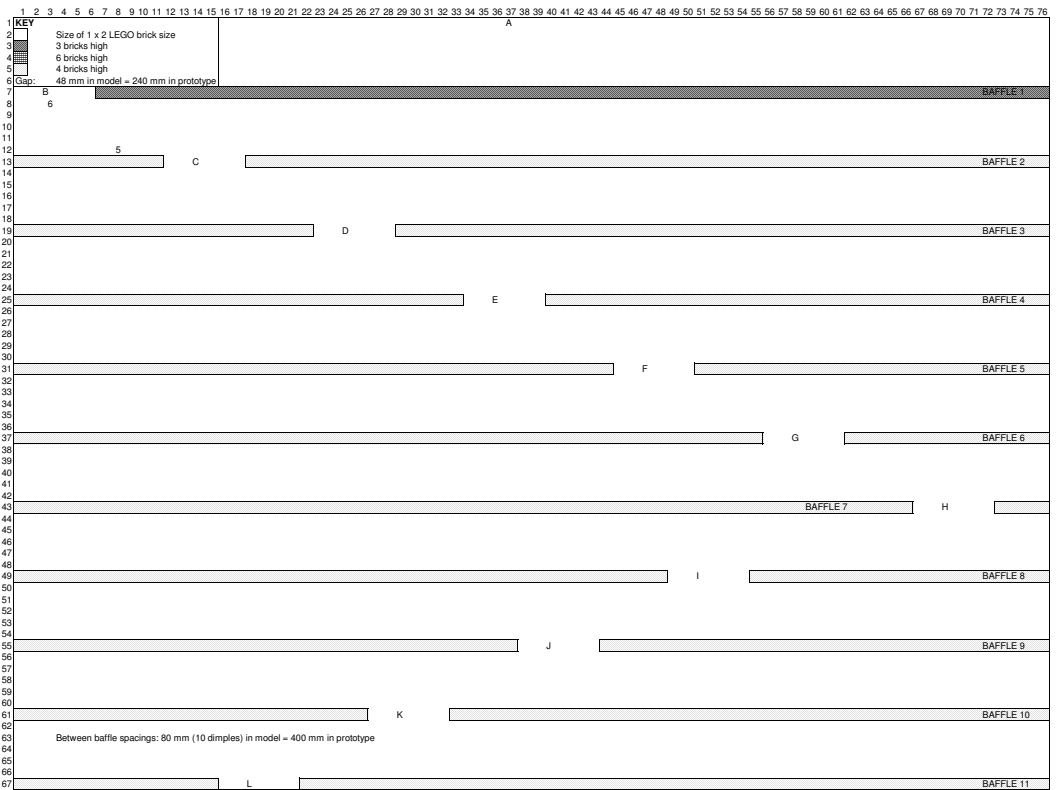 1 2 3 4 5 6 7 8 9 10 11 12 13 14 15 16 17 18 19 20 21 22 23 24 25 26 27 28 29 30 31 32 33 34 35 36 37 38 39 40 41 42 43 44 45 46 47 48 49 50 51 52 53 54 55 56 57 58 59 60 61 62 63 64 65 66 67 68 69 70 71 72 73 74 75 76
1 KEY A
2 Size of 1 x 2 LEGO brick size
3 3 bricks high
4 6 bricks high
5 4 bricks high
6 Gap: 48 mm in model = 240 mm in prototype
7 B BAFFLE 1
8 6
9
10
11
12 5
13 C BAFFLE 2
14
15
16
17
18
19 D BAFFLE 3
20
21
22
23
24
25 E BAFFLE 4
26
27
28
29
30
31 F BAFFLE 5
32
33
34
35
36
37 G BAFFLE 6
38
39
40
41
42
43 BAFFLE 7 H
44
45
46
47
48
49 I BAFFLE 8
50
51
52
53
54
55 J BAFFLE 9
56
57
58
59
60
61 K BAFFLE 10
62
63 Between baffle spacings: 80 mm (10 dimples) in model = 400 mm in prototype
64
65
66
67 L BAFFLE 11